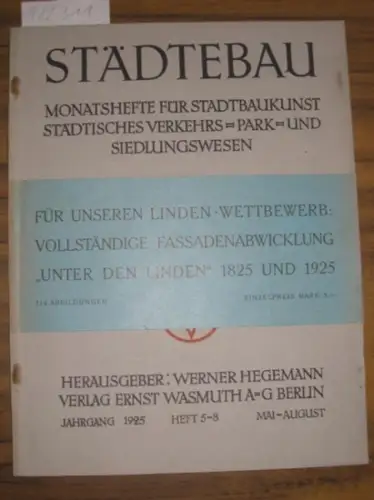 STÄDTEBAU
MONATSHEFTE FÜR STADTBAUKUNST
STÄDTISCHES VERKEHRS=PARK=UND
SIEDLUNGSWESEN
FÜR UNSEREN LINDEN-WETTBEWERB:
VOLLSTÄNDIGE FASSADENABWICKLUNG
„UNTER DEN LINDEN" 1825 UND 1925
ABBILDUNGEN
HERAUSGEBER: WERNER HEGEMANN
VERLAG ERNST WASMUTH A=G BERLIN
JAHRGANG 1925 HEFT 5-8 MAI-AUGUST